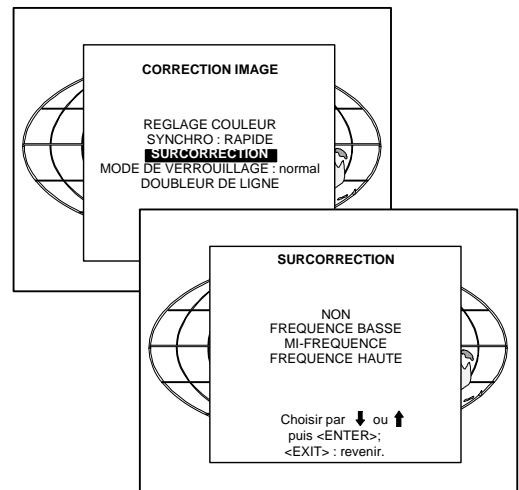 CORRECTION IMAGE
REGLAGE COULEUR
SYNCHRO : RAPIDE
SURCORRECTION
MODE DE VERROUILLAGE : normal
DOUBLEUR DE LIGNE
SURCORRECTION
NON
FREQUENCE BASSE
MI-FREQUENCE
FREQUENCE HAUTE
Choisir par ⬇ ou ⬆
puis <ENTER>;
<EXIT> : revenir.